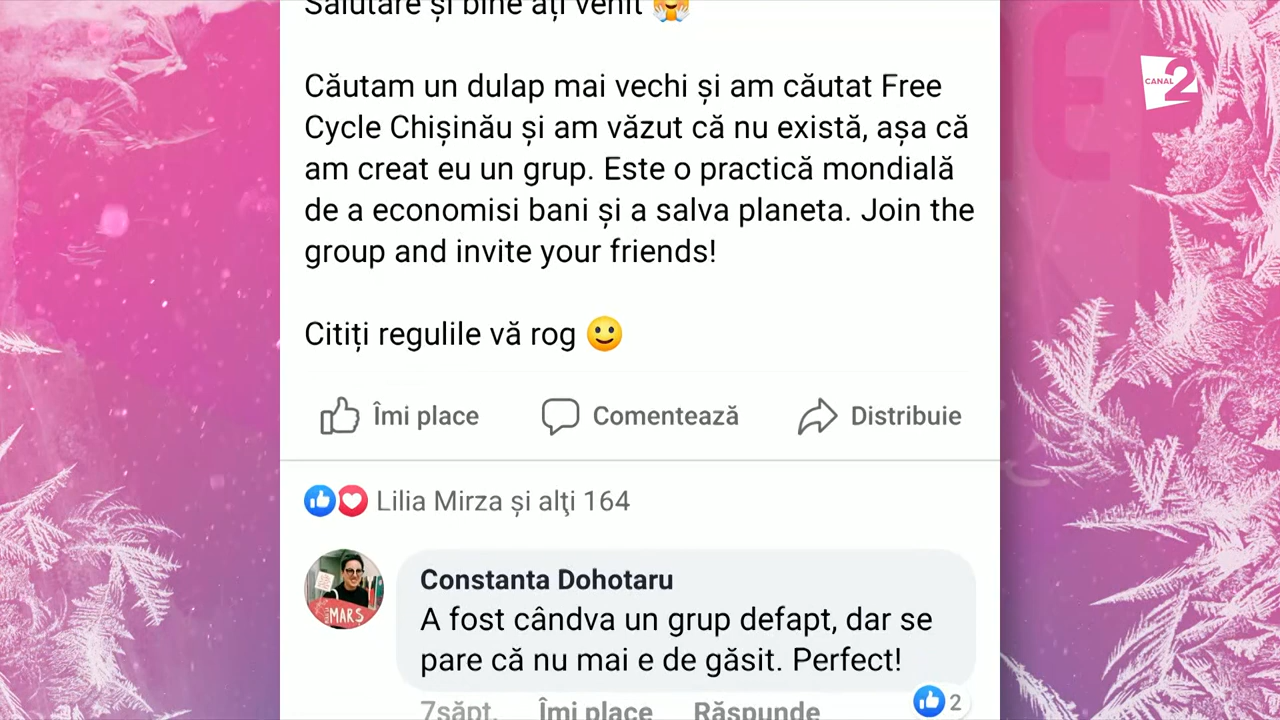 Salutare și bine ați venit 🤗
Căutam un dulap mai vechi și am căutat Free
Cycle Chișinău și am văzut că nu există, așa că
am creat eu un grup. Este o practică mondială
de a economisi bani și a salva planeta. Join the
group and invite your friends!
Citiți regulile vă rog 🙂
Îmi place
Comentează
Distribuie
Lilia Mirza și alţi 164
Constanta Dohotaru
A fost cândva un grup defapt, dar se
pare că nu mai e de găsit. Perfect!
7săpt.
Îmi place
Răspunde
2
CANAL 2
MARS